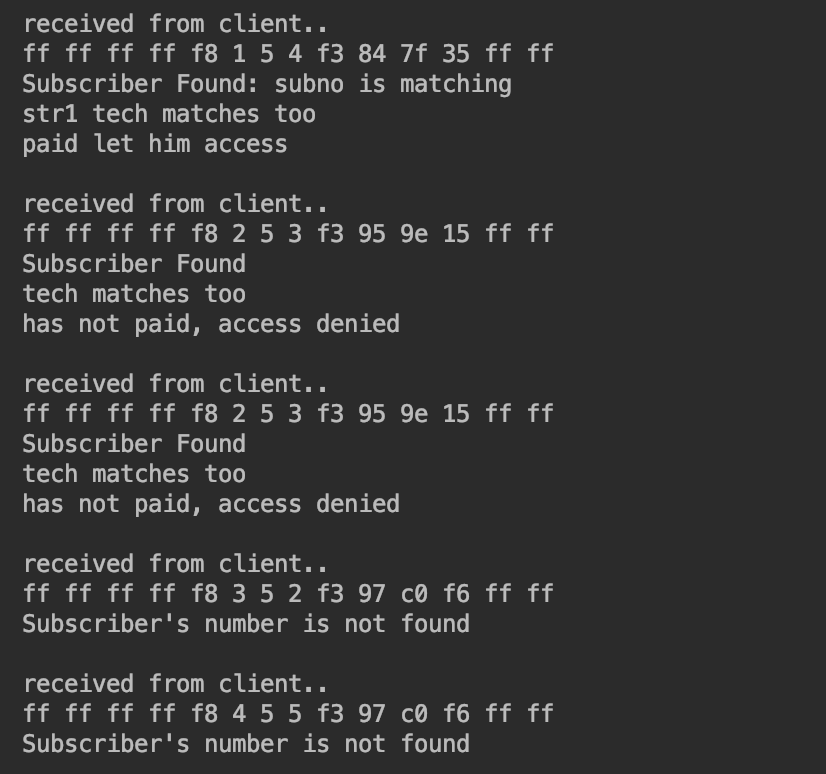 received from client..
ff ff ff ff f8 1 5 4 f3 84 7f 35 ff ff
Subscriber Found: subno is matching
str1 tech matches too
paid let him access
received from client..
ff ff ff ff f8 2 5 3 f3 95 9e 15 ff ff
Subscriber Found
tech matches too
has not paid, access denied
received from client..
ff ff ff ff f8 2 5 3 f3 95 9e 15 ff ff
Subscriber Found
tech matches too
has not paid, access denied
received from client..
ff ff ff ff f8 3 5 2 f3 97 c0 f6 ff ff
Subscriber's number is not found
received from client..
ff ff ff ff f8 4 5 5 f3 97 c0 f6 ff ff
Subscriber's number is not found